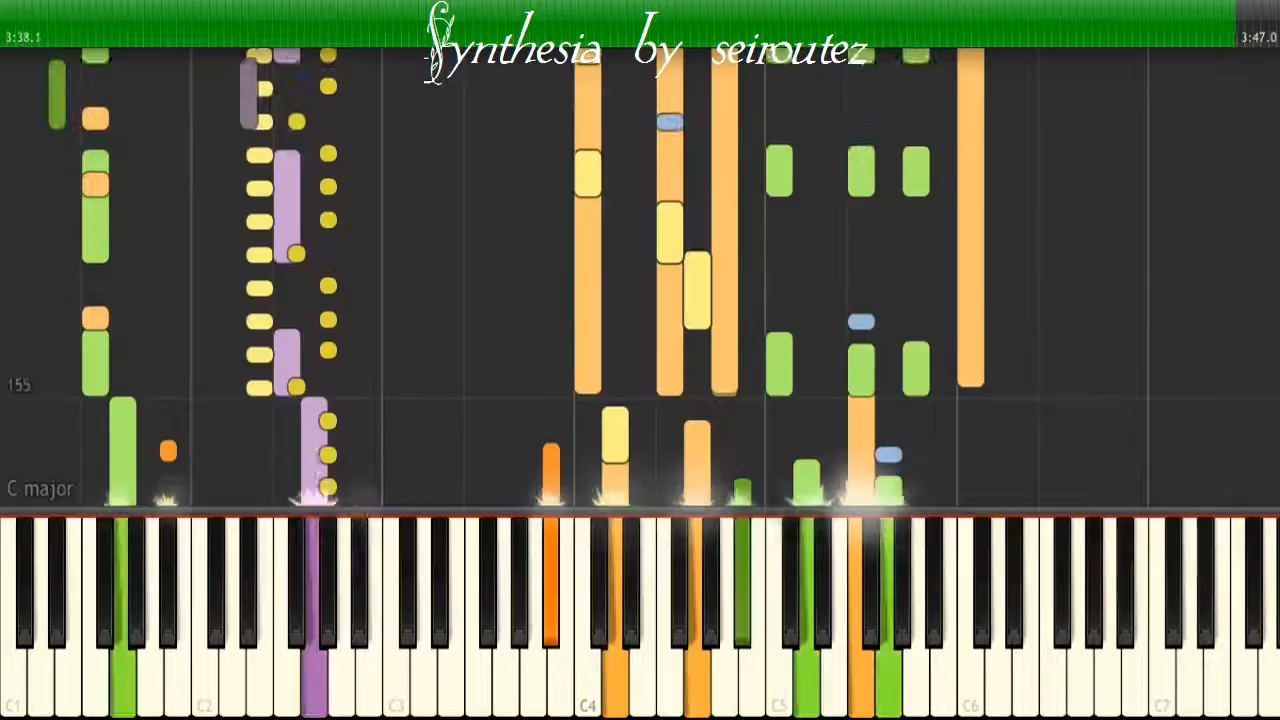 3:38.1
Synthesia by seiroutez
3:47.0
155
C major
C1 C2 C3 C4 C5 C6 C7